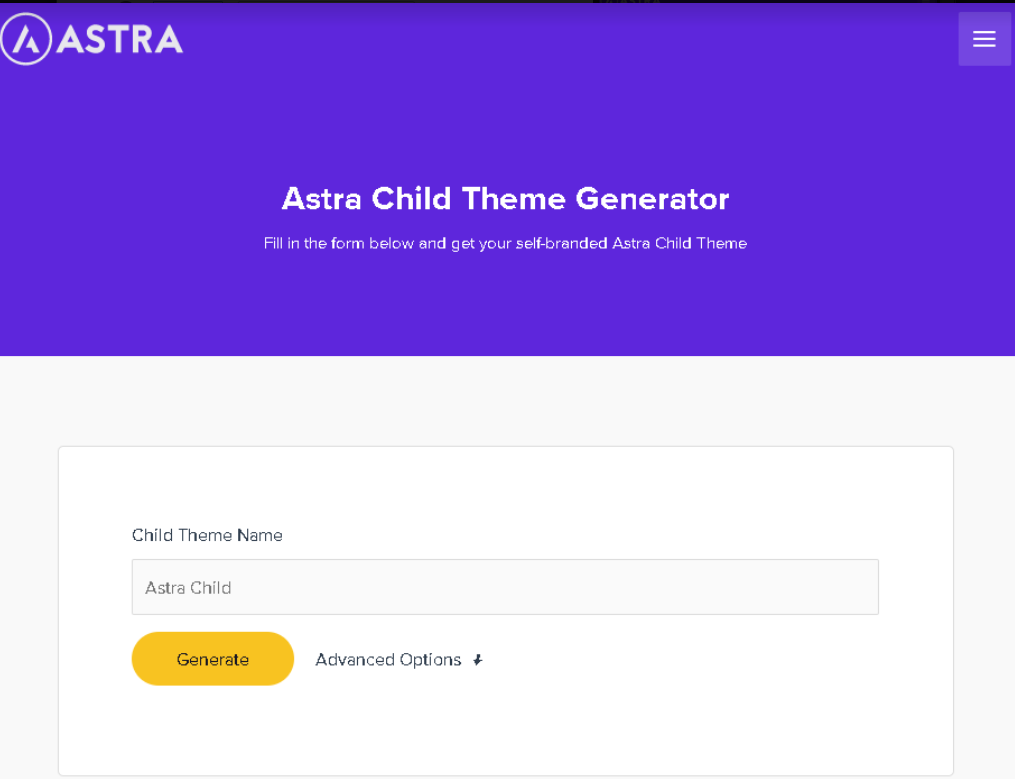 ASTRA
Astra Child Theme Generator
Fill in the form below and get your self-branded Astra Child Theme
Child Theme Name
Astra Child
Generate
Advanced Options